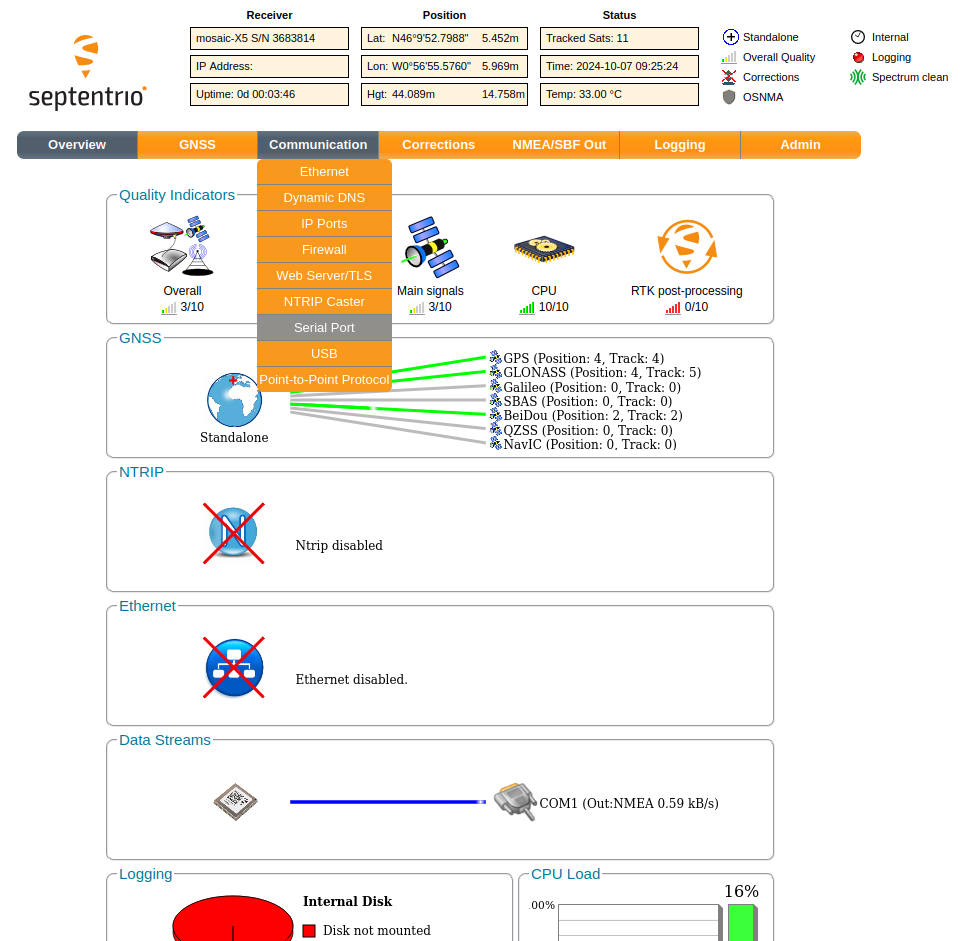 Receiver
Position
Status
septentrio
mosaic-X5 S/N 3683814
Lat: N46°9'52.7988" 5.452m
Tracked Sats: 11
IP Address:
Lon: W0°56'55.5760" 5.969m
Time: 2024-10-07 09:25:24
Uptime: 0d 00:03:46
Hgt: 44.089m 14.758m
Temp: 33.00 °C
Standalone
Internal
Overall Quality
Logging
Corrections
Spectrum clean
OSNMA
Overview
GNSS
Communication
Corrections
NMEA/SBF Out
Logging
Admin
Ethernet
Dynamic DNS
IP Ports
Firewall
Web Server/TLS
NTRIP Caster
Serial Port
USB
Point-to-Point Protocol
Quality Indicators
Overall
3/10
Main signals
3/10
CPU
10/10
RTK post-processing
0/10
GNSS
Standalone
GPS (Position: 4, Track: 4)
GLONASS (Position: 4, Track: 5)
Galileo (Position: 0, Track: 0)
SBAS (Position: 0, Track: 0)
BeiDou (Position: 2, Track: 2)
QZSS (Position: 0, Track: 0)
NavIC (Position: 0, Track: 0)
NTRIP
Ntrip disabled
Ethernet
Ethernet disabled.
Data Streams
COM1 (Out:NMEA 0.59 kB/s)
Logging
Internal Disk
Disk not mounted
CPU Load
16%
00%